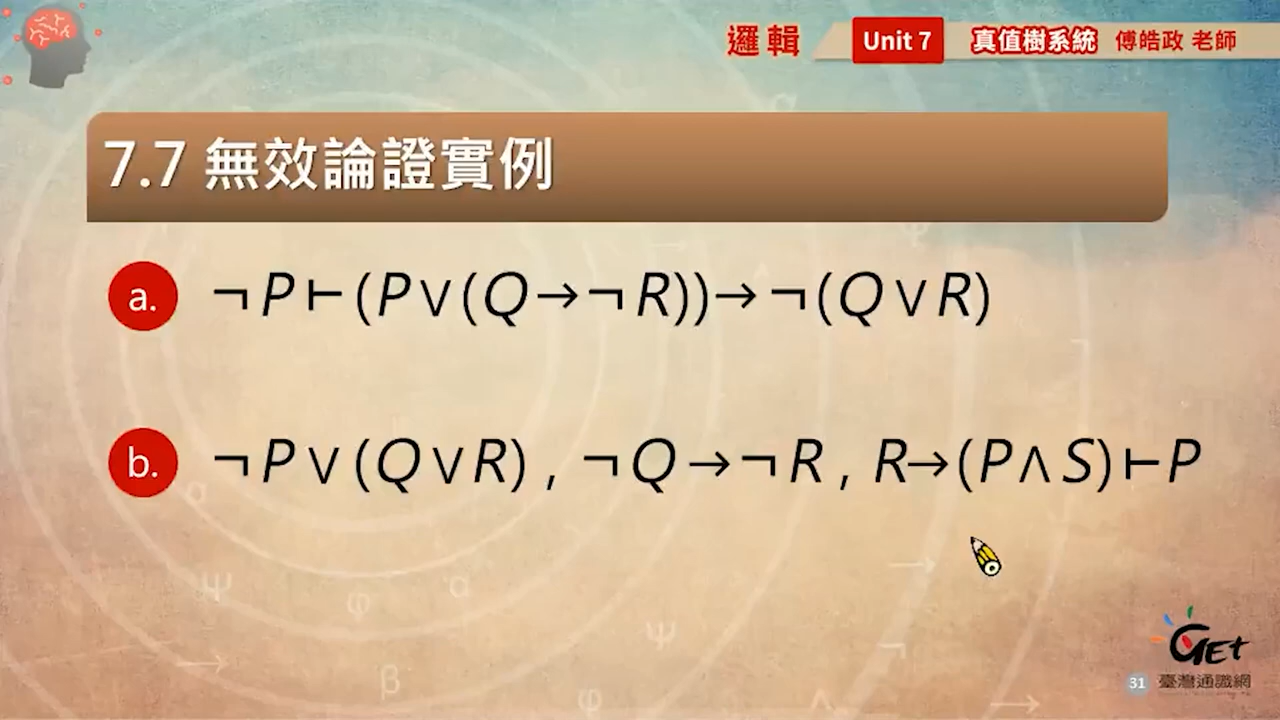 邏輯 Unit 7 真值樹系統 傅皓政 老師
7.7 無效論證實例
a. ¬P⊢(P∨(Q→¬R))→¬(Q∨R)
b. ¬P∨(Q∨R) , ¬Q→¬R , R→(P∧S)⊢P
GEt
31 臺灣通識網